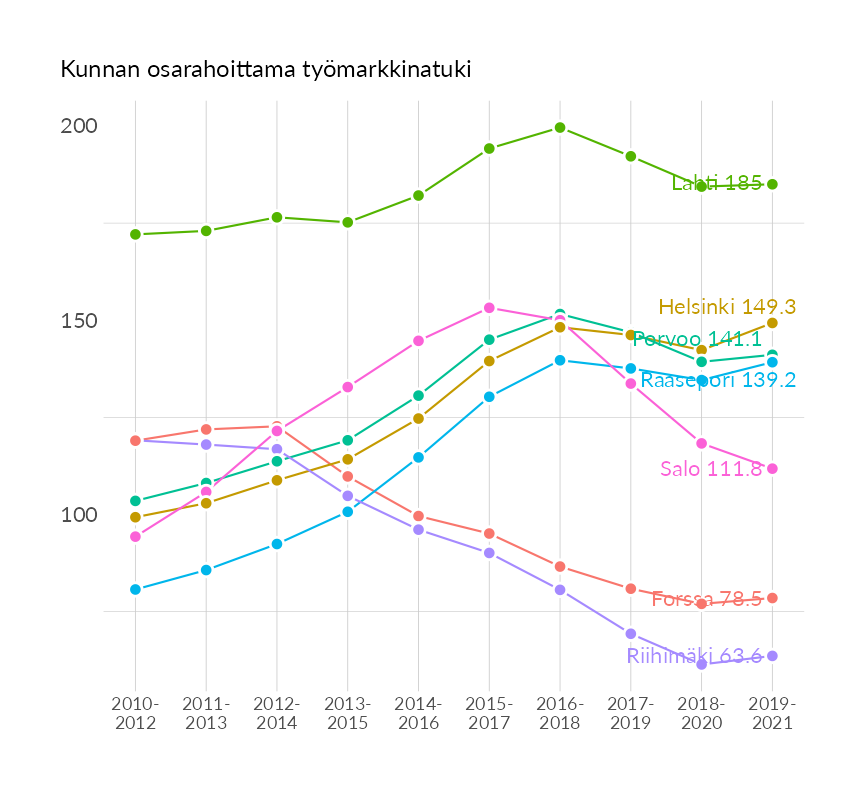 Kunnan osarahoittama työmarkkinatuki
200
Lahti 185
Helsinki 149.3
150
Porvoo 141.1
Raasepori 139.2
Salo 111.8
100
Forssa 78.5
Riihimäki 63.6
2010- 2011- 2012- 2013- 2014- 2015- 2016- 2017- 2018- 2019-
2012 2013 2014 2015 2016 2017 2018 2019 2020 2021